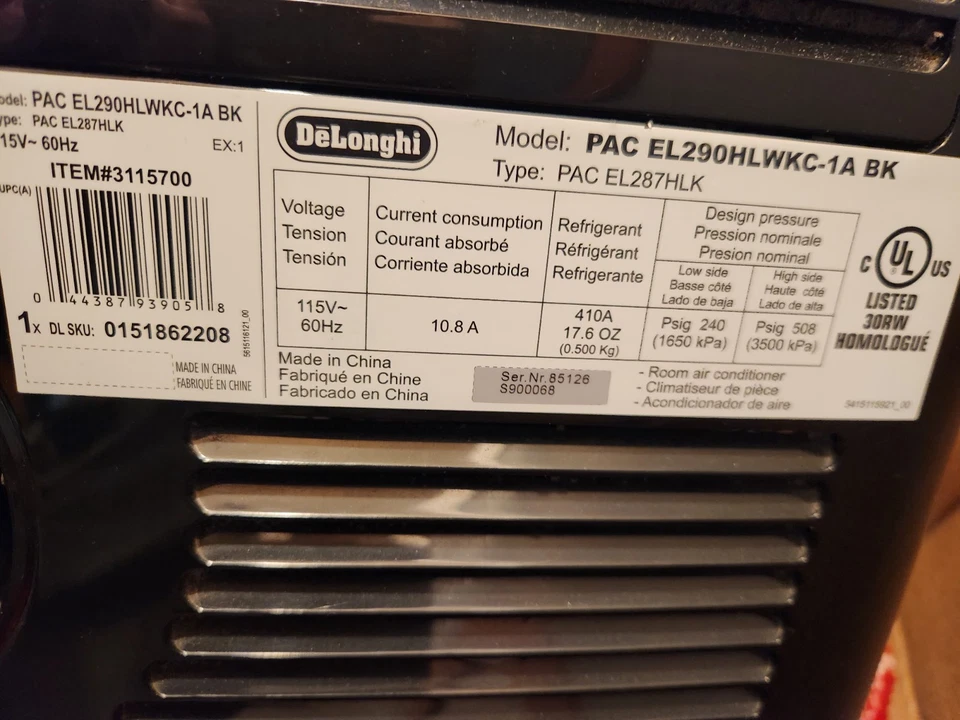 odel: PAC EL290HLWKC-1A BK
ype: PAC EL287HLK
15V~ 60Hz EX:1
ITEM#3115700
UPC(A)
0 44387 93905 8
1x DL SKU: 0151862208
5615116121_00
MADE IN CHINA
FABRIQUÉ EN CHINE
DeLonghi
Model: PAC EL290HLWKC-1A BK
Type: PAC EL287HLK
Voltage
Tension
Tensión
Current consumption
Courant absorbé
Corriente absorbida
Refrigerant
Réfrigérant
Refrigerante
Design pressure
Pression nominale
Presion nominal
Low side
Basse côté
Lado de baja
High side
Haute côté
Lado de alta
115V~
60Hz
10.8 A
410A
17.6 OZ
(0.500 Kg)
Psig 240
(1650 kPa)
Psig 508
(3500 kPa)
Made in China
Fabriqué en Chine
Fabricado en China
Ser.Nr.85126
S900068
- Room air conditioner
- Climatiseur de pièce
- Acondicionador de aire
C UL US
LISTED
30RW
HOMOLOGUÉ